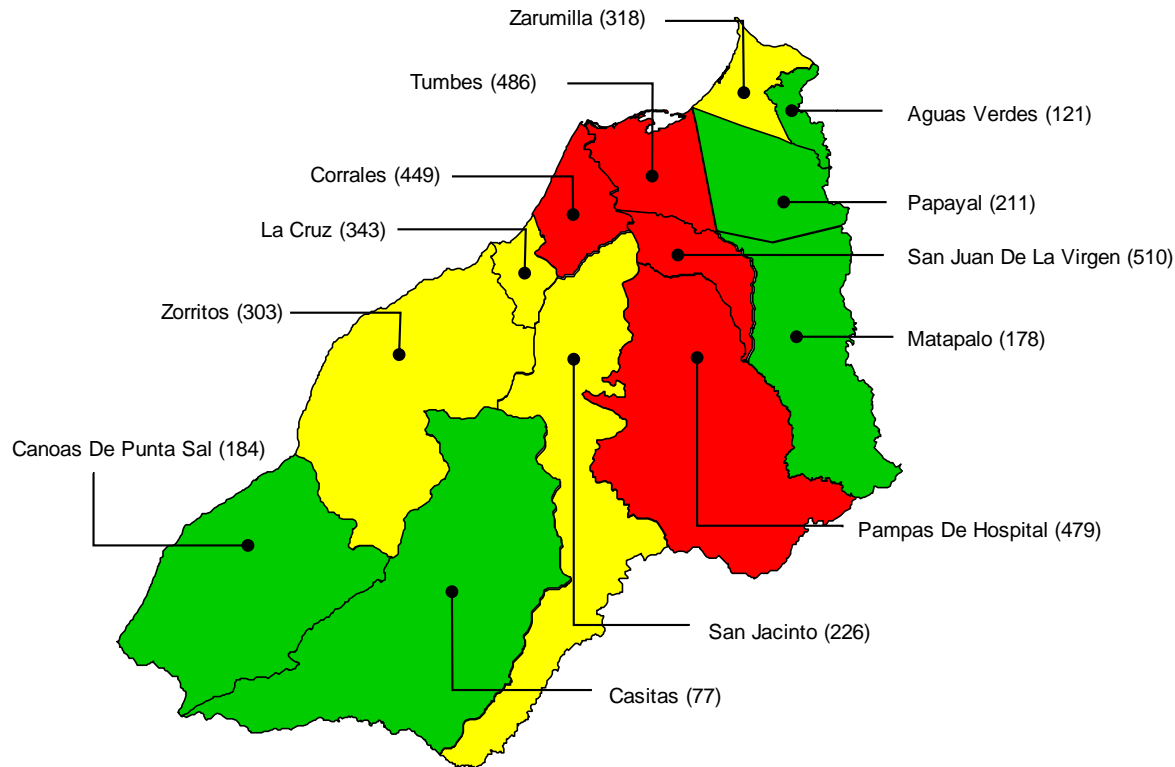 Zarumilla (318)
Tumbes (486)
Aguas Verdes (121)
Corrales (449)
Papayal (211)
La Cruz (343)
San Juan De La Virgen (510)
Zorritos (303)
Matapalo (178)
Canoas De Punta Sal (184)
Pampas De Hospital (479)
San Jacinto (226)
Casitas (77)